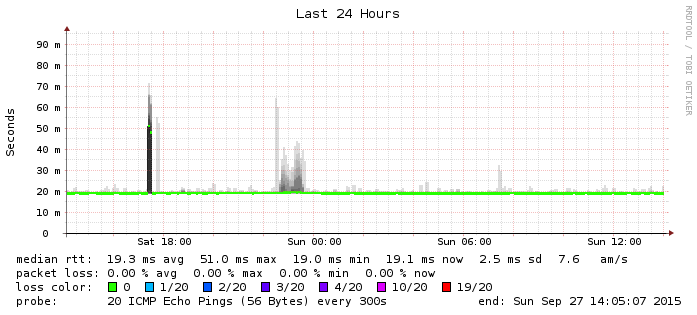 Last 24 Hours
RRDTOOL / TOBI OETIKER
Seconds
90 m
80 m
70 m
60 m
50 m
40 m
30 m
20 m
10 m
0
Sat 18:00 Sun 00:00 Sun 06:00 Sun 12:00
median rtt: 19.3 ms avg 51.0 ms max 19.0 ms min 19.1 ms now 2.5 ms sd 7.6 am/s
packet loss: 0.00 % avg 0.00 % max 0.00 % min 0.00 % now
loss color: 0 1/20 2/20 3/20 4/20 10/20 19/20
probe: 20 ICMP Echo Pings (56 Bytes) every 300s end: Sun Sep 27 14:05:07 2015